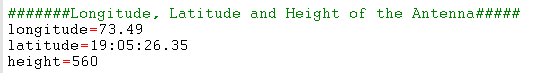 #######Longitude, Latitude and Height of the Antenna#####
longitude=73.49
latitude=19:05:26.35
height=560